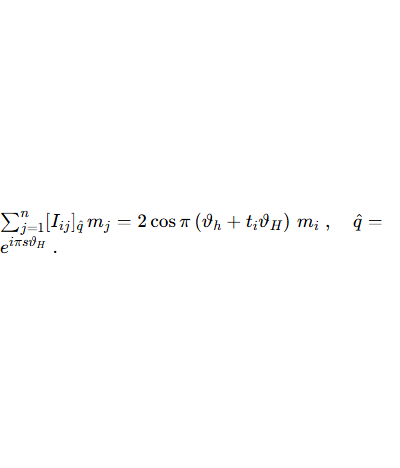 $\sum_{j=1}^{n} [I_{ij}]_{\hat{q}}\, m_j = 2 \cos \pi \left( \vartheta_h + t_i \vartheta_H \right) \, m_i \; , \quad \hat{q} =$
$e^{i\pi s \vartheta_H} \; .$